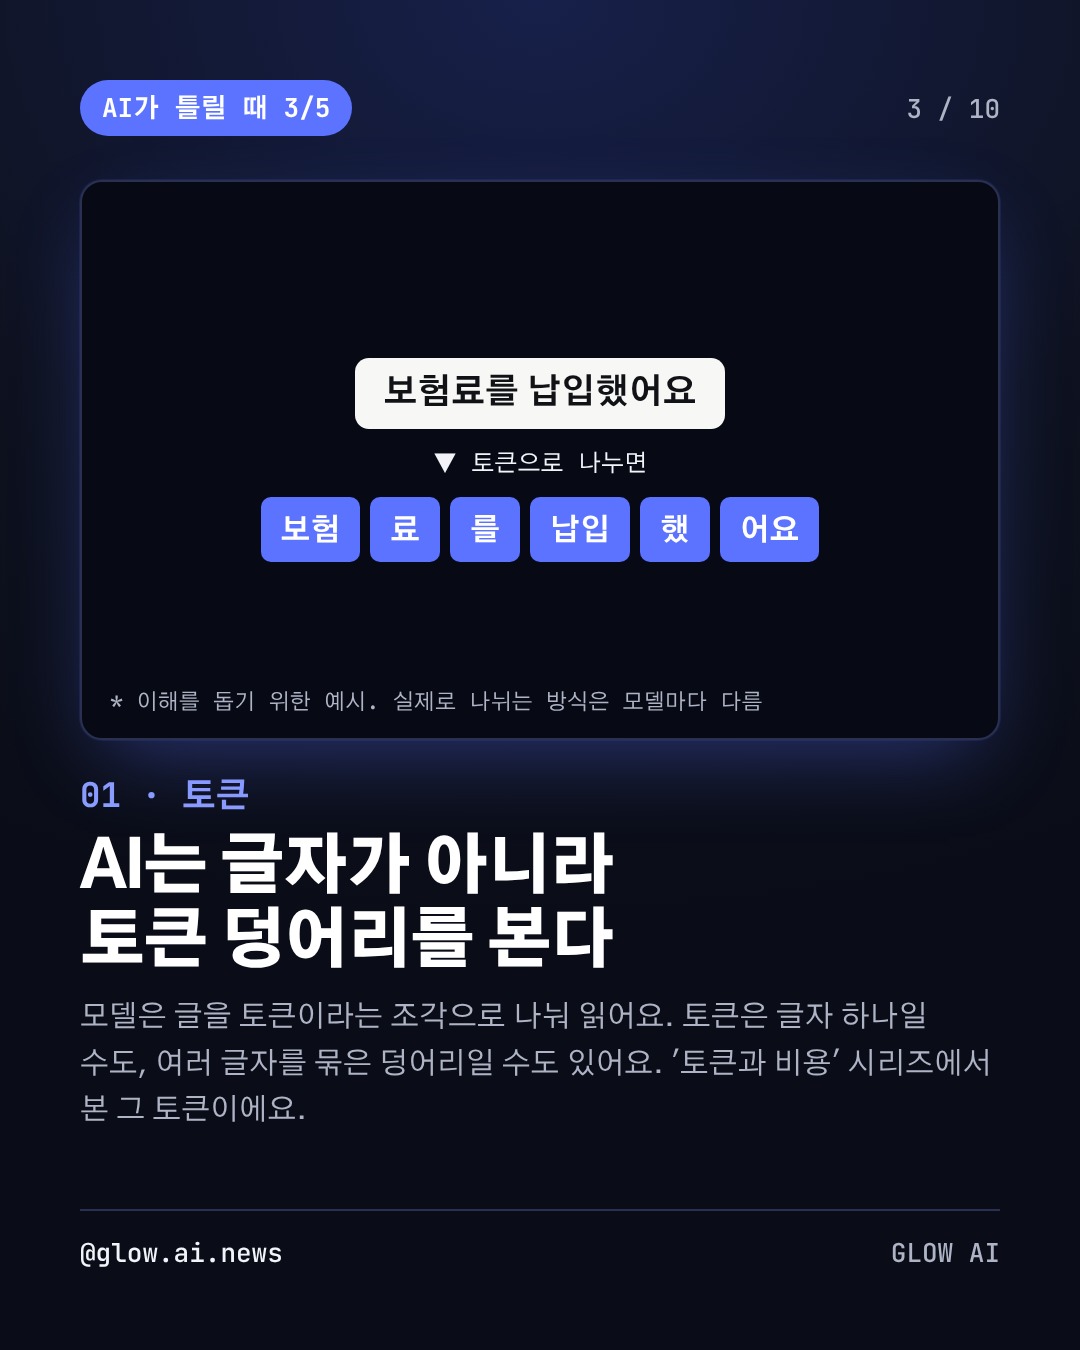 AI가 틀릴 때 3/5
3 / 10
보험료를 납입했어요
▼ 토큰으로 나누면
보험 료 를 납입 했 어요
* 이해를 돕기 위한 예시. 실제로 나뉘는 방식은 모델마다 다름
01 · 토큰
AI는 글자가 아니라
토큰 덩어리를 본다
모델은 글을 토큰이라는 조각으로 나눠 읽어요. 토큰은 글자 하나일
수도, 여러 글자를 묶은 덩어리일 수도 있어요. ’토큰과 비용’ 시리즈에서
본 그 토큰이에요.
@glow.ai.news
GLOW AI